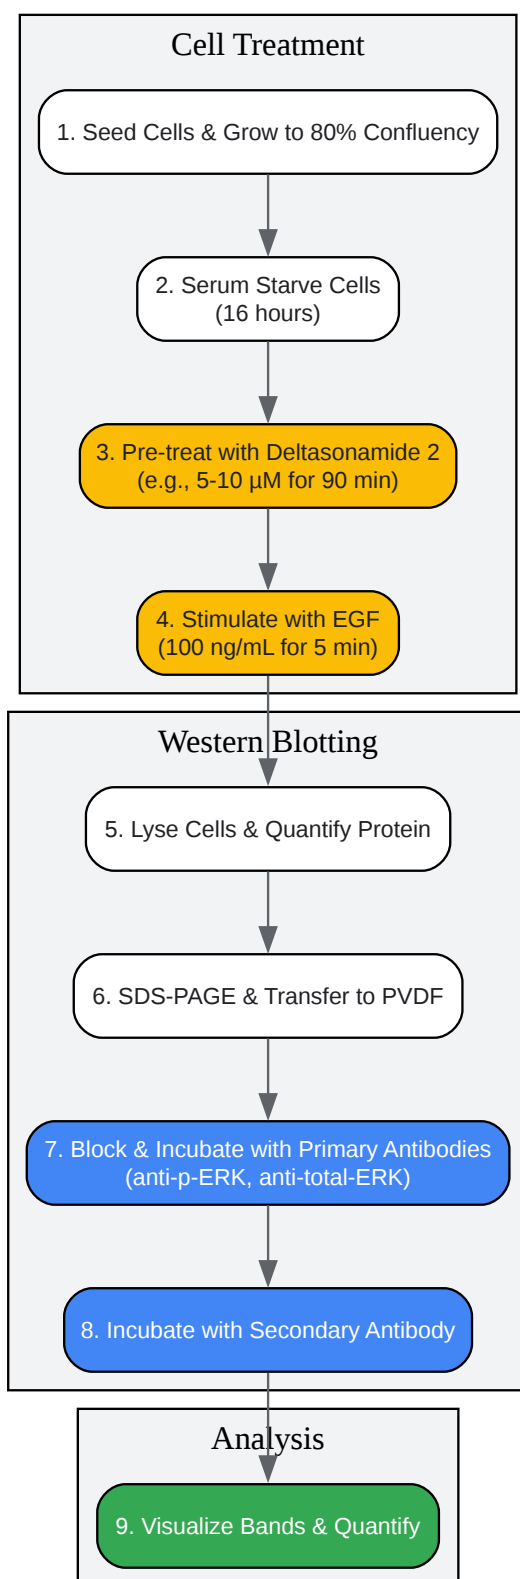 Cell Treatment
1. Seed Cells & Grow to 80% Confluency
2. Serum Starve Cells
(16 hours)
3. Pre-treat with Deltasonamide 2
(e.g., 5-10 µM for 90 min)
4. Stimulate with EGF
(100 ng/mL for 5 min)
Western Blotting
5. Lyse Cells & Quantify Protein
6. SDS-PAGE & Transfer to PVDF
7. Block & Incubate with Primary Antibodies
(anti-p-ERK, anti-total-ERK)
8. Incubate with Secondary Antibody
Analysis
9. Visualize Bands & Quantify